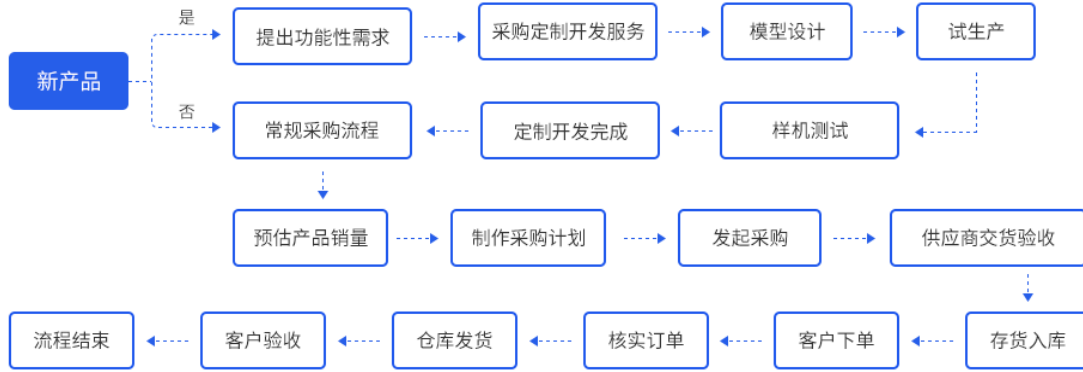 是
提出功能性需求
采购定制开发服务
模型设计
试生产
新产品
否
常规采购流程
定制开发完成
样机测试
预估产品销量
制作采购计划
发起采购
供应商交货验收
流程结束
客户验收
仓库发货
核实订单
客户下单
存货入库